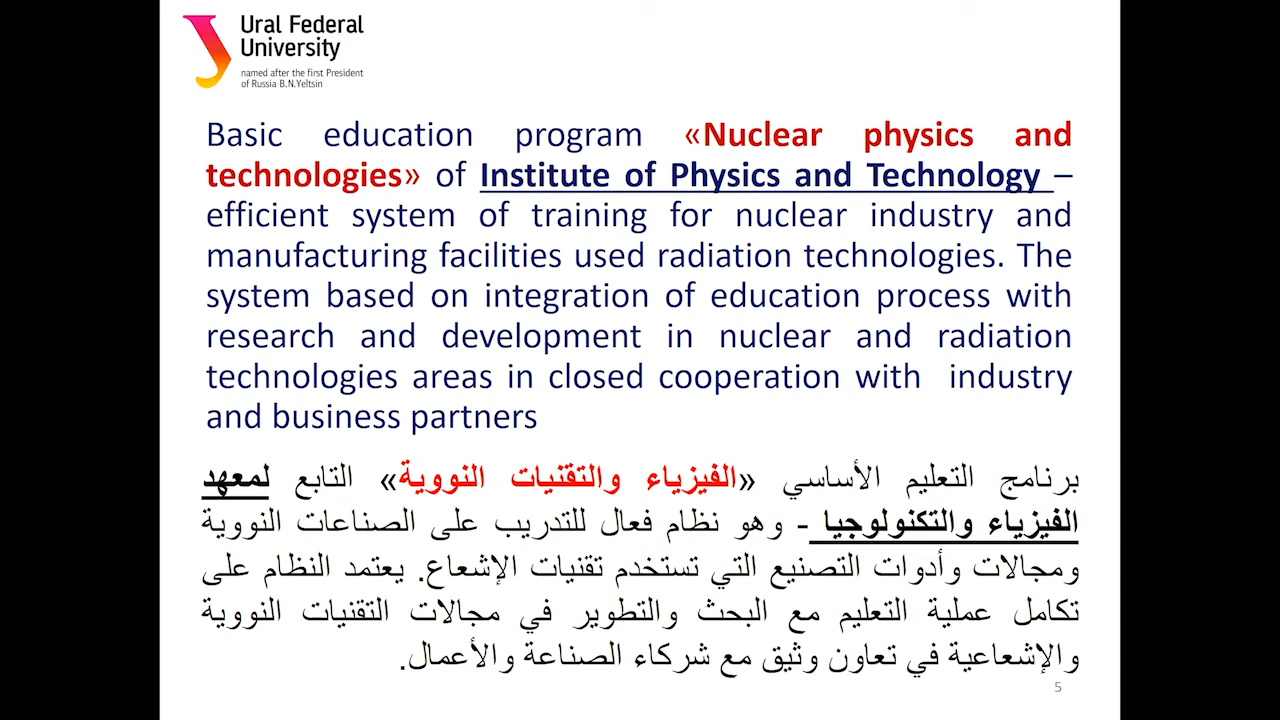 Ural Federal
University
named after the first President
of Russia B.N.Yeltsin
Basic education program «Nuclear physics and
technologies» of Institute of Physics and Technology –
efficient system of training for nuclear industry and
manufacturing facilities used radiation technologies. The
system based on integration of education process with
research and development in nuclear and radiation
technologies areas in closed cooperation with industry
and business partners
برنامج التعليم الأساسي «الفيزياء والتقنيات النووية» التابع لمعهد
الفيزياء والتكنولوجيا - وهو نظام فعال للتدريب على الصناعات النووية
ومجالات وأدوات التصنيع التي تستخدم تقنيات الإشعاع. يعتمد النظام على
تكامل عملية التعليم مع البحث والتطوير في مجالات التقنيات النووية
والإشعاعية في تعاون وثيق مع شركاء الصناعة والأعمال.
5